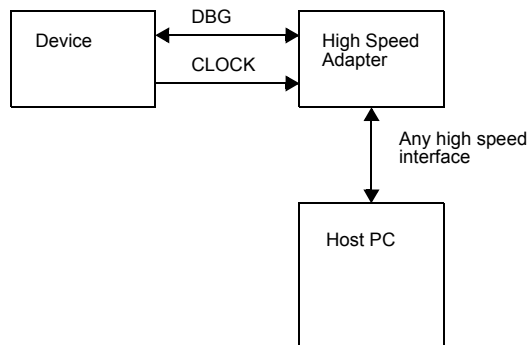 DBG
Device
High Speed
Adapter
CLOCK
Any high speed
interface
Host PC